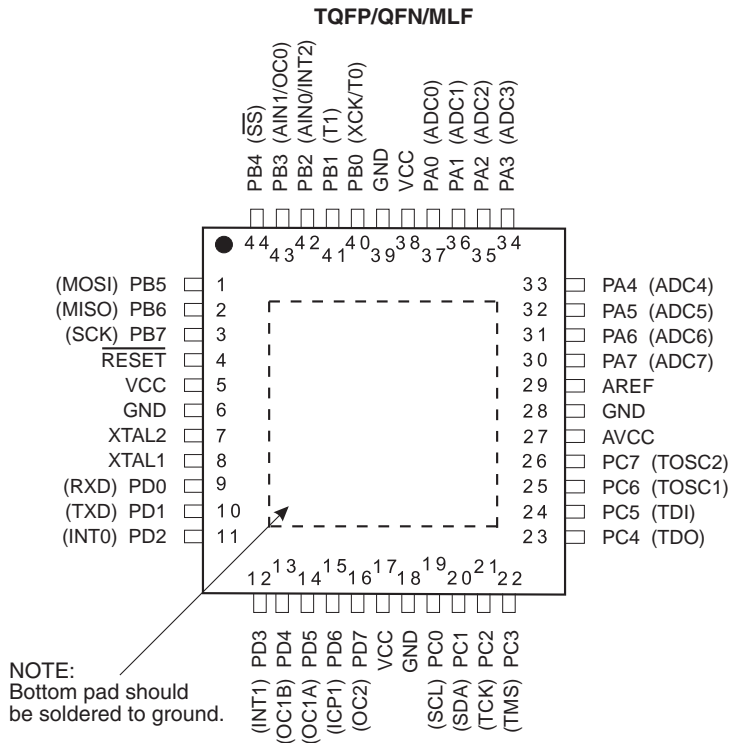 TQFP/QFN/MLF
PB4 (SS)
PB3 (AIN1/OC0)
PB2 (AIN0/INT2)
PB1 (T1)
PB0 (XCK/T0)
GND
VCC
PA0 (ADC0)
PA1 (ADC1)
PA2 (ADC2)
PA3 (ADC3)
44 43 42 41 40 39 38 37 36 35 34
(MOSI) PB5 1
(MISO) PB6 2
(SCK) PB7 3
RESET 4
VCC 5
GND 6
XTAL2 7
XTAL1 8
(RXD) PD0 9
(TXD) PD1 10
(INT0) PD2 11
33 PA4 (ADC4)
32 PA5 (ADC5)
31 PA6 (ADC6)
30 PA7 (ADC7)
29 AREF
28 GND
27 AVCC
26 PC7 (TOSC2)
25 PC6 (TOSC1)
24 PC5 (TDI)
23 PC4 (TDO)
12 13 14 15 16 17 18 19 20 21 22
(INT1) PD3
(OC1B) PD4
(OC1A) PD5
(ICP1) PD6
(OC2) PD7
VCC
GND
(SCL) PC0
(SDA) PC1
(TCK) PC2
(TMS) PC3
NOTE:
Bottom pad should
be soldered to ground.